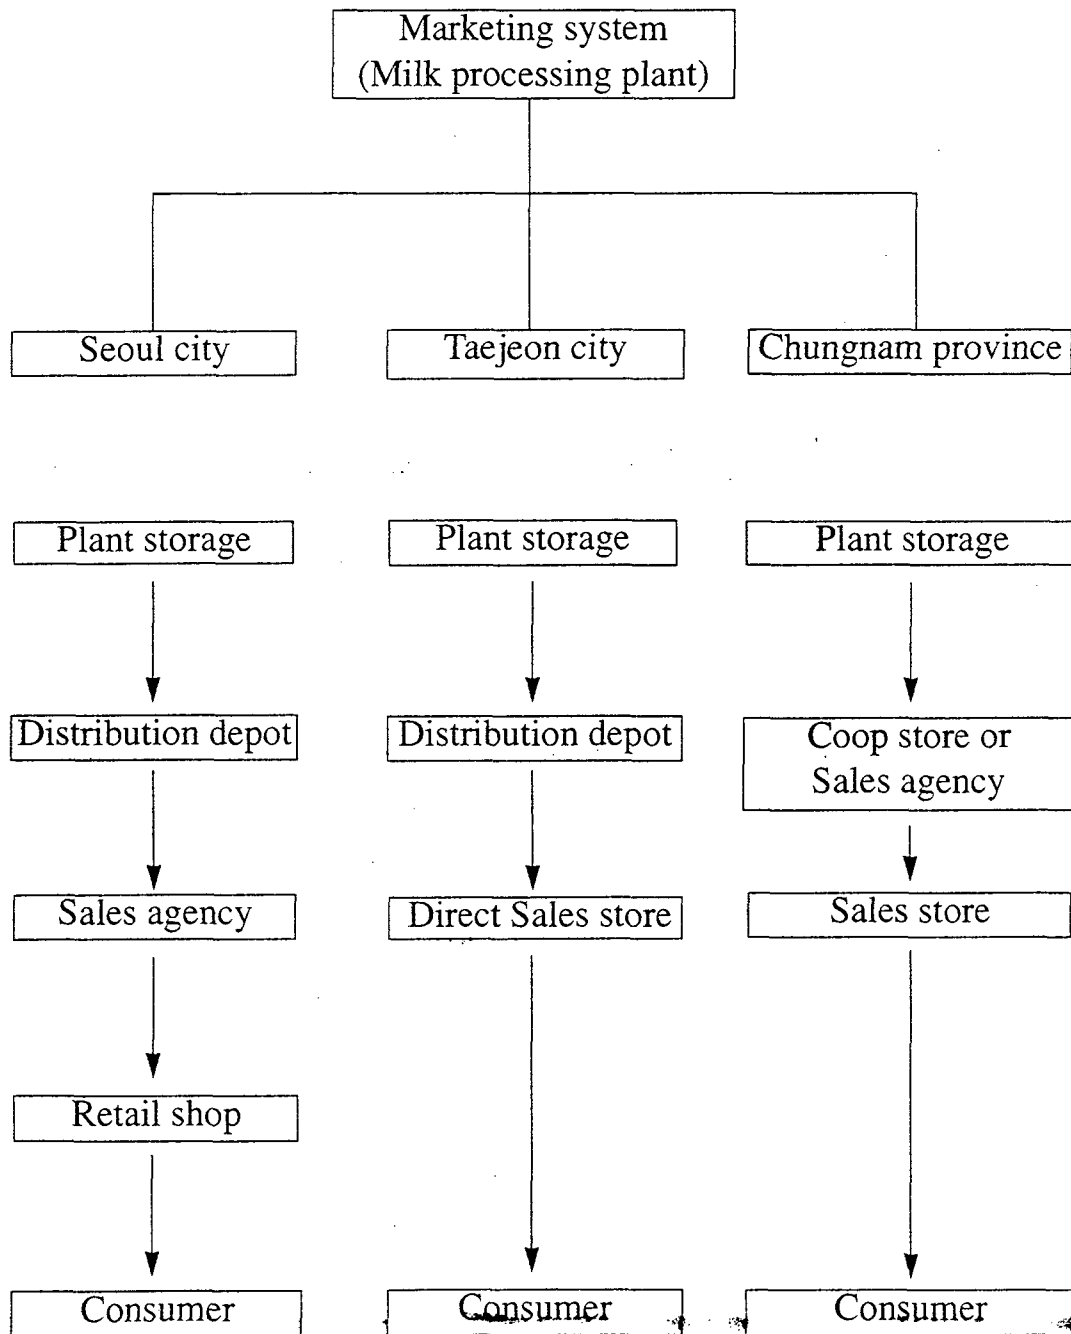 Marketing system
(Milk processing plant)
Seoul city
Taejeon city
Chungnam province
Plant storage
Plant storage
Plant storage
Distribution depot
Distribution depot
Coop store or
Sales agency
Sales agency
Direct Sales store
Sales store
Retail shop
Consumer
Consumer
Consumer